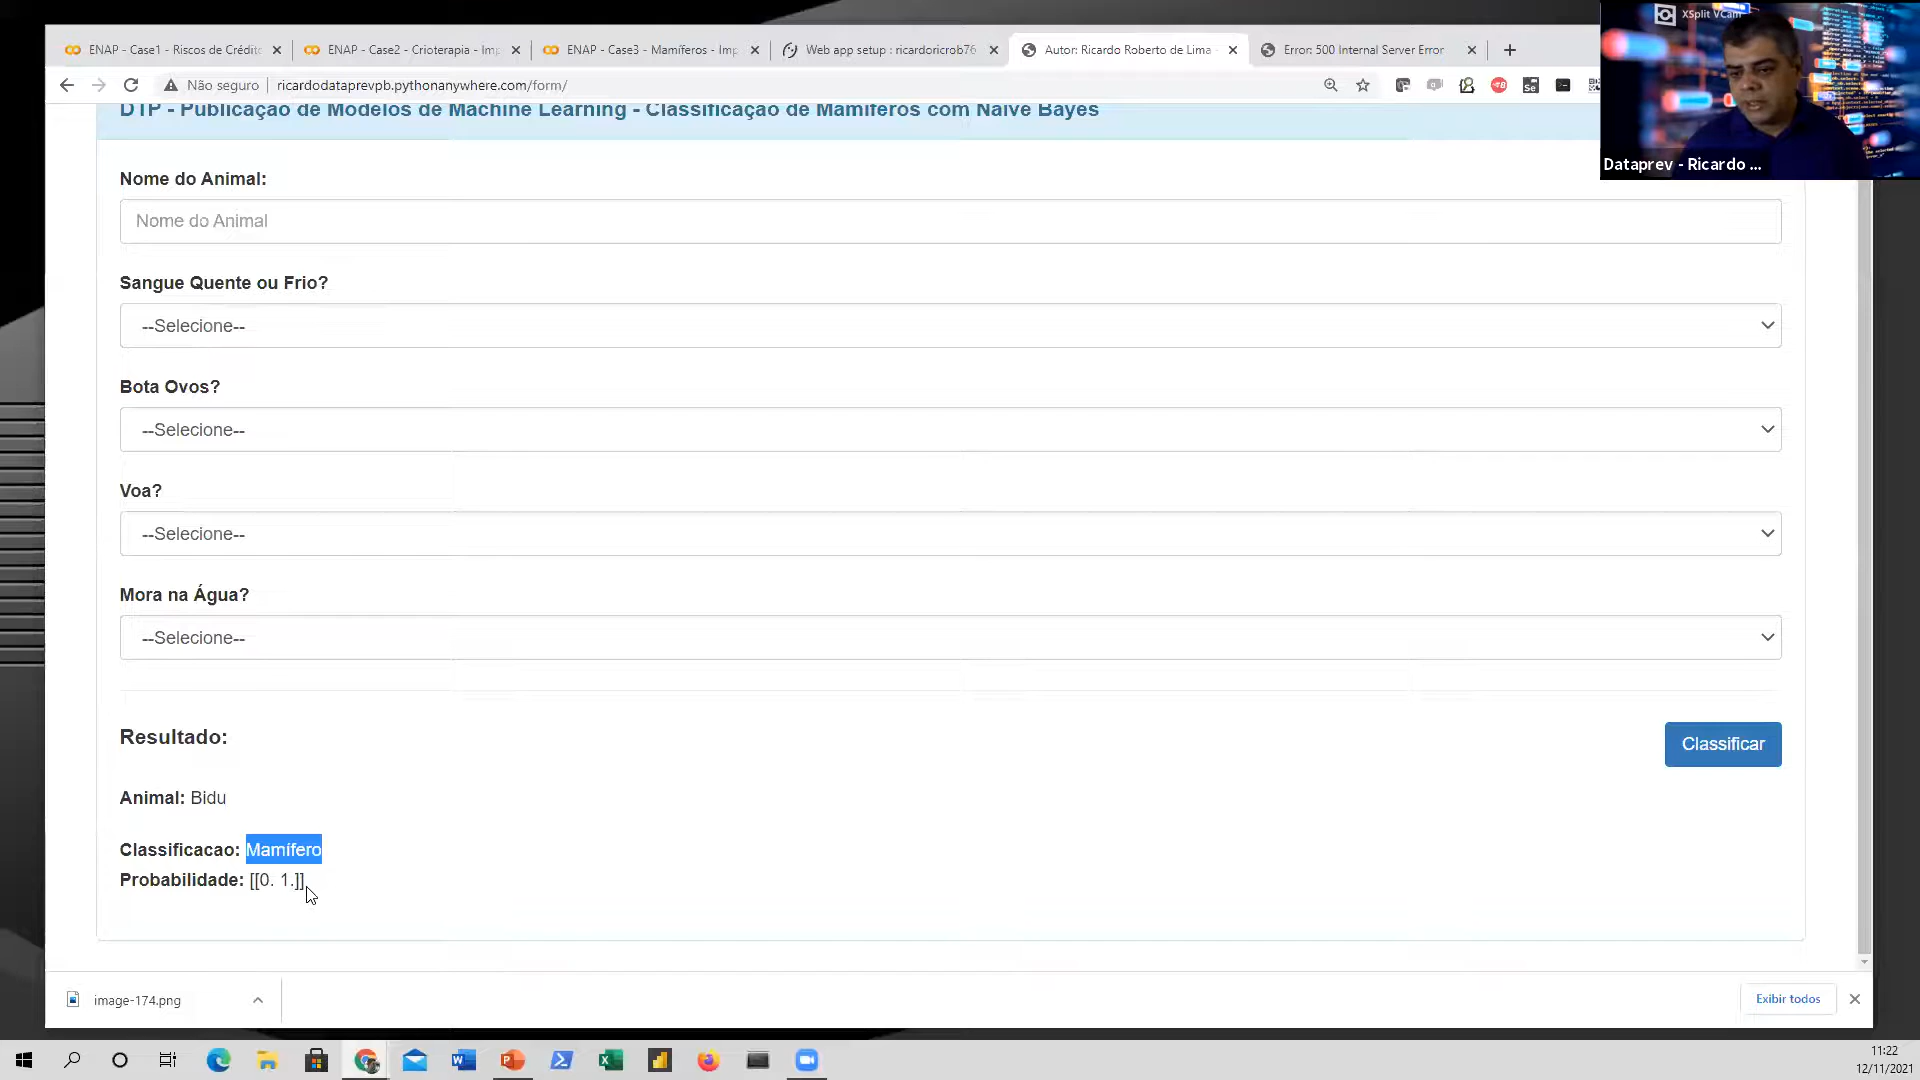 ENAP - Case1 - Riscos de Crédito
ENAP - Case2 - Crioterapia - Imp
ENAP - Case3 - Mamíferos - Imp
Web app setup : ricardoricrob76
Autor: Ricardo Roberto de Lima
Error: 500 Internal Server Error
XSplit VCam
Não seguro
ricardodataprevpb.pythonanywhere.com/form/
Dataprev - Ricardo ...
DTP - Publicação de Modelos de Machine Learning - Classificação de Mamíferos com Naive Bayes
Nome do Animal:
Nome do Animal
Sangue Quente ou Frio?
--Selecione--
Bota Ovos?
--Selecione--
Voa?
--Selecione--
Mora na Água?
--Selecione--
Resultado:
Classificar
Animal: Bidu
Classificacao: Mamífero
Probabilidade: [[0. 1.]]
image-174.png
Exibir todos
11:22
12/11/2021